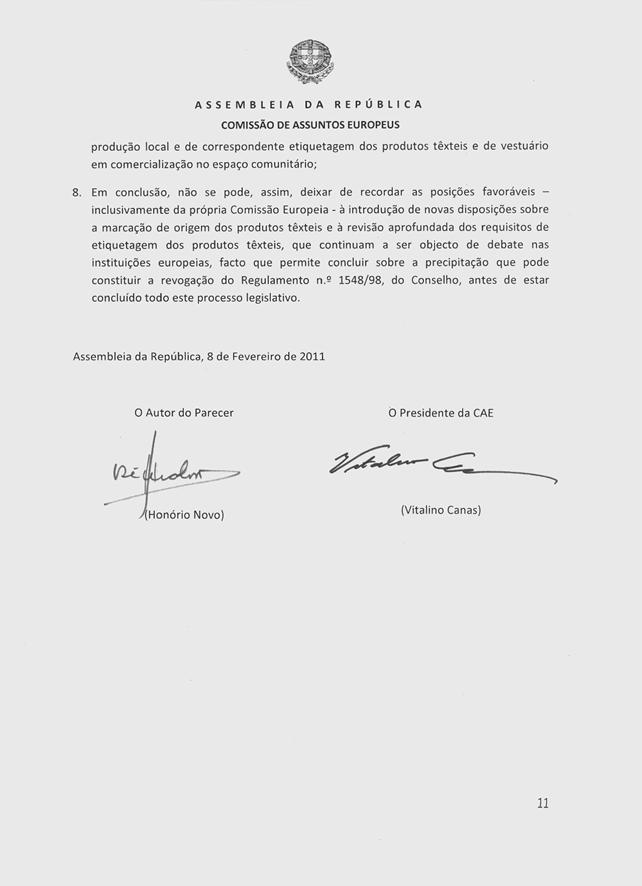 ASSEMBLEIA DA REPÚBLICA
COMISSÃO DE ASSUNTOS EUROPEUS
produção local e de correspondente etiquetagem dos produtos têxteis e de vestuário
em comercialização no espaço comunitário;
8. Em conclusão, não se pode, assim, deixar de recordar as posições favoráveis –
inclusivamente da própria Comissão Europeia - à introdução de novas disposições sobre
a marcação de origem dos produtos têxteis e à revisão aprofundada dos requisitos de
etiquetagem dos produtos têxteis, que continuam a ser objecto de debate nas
instituições europeias, facto que permite concluir sobre a precipitação que pode
constituir a revogação do Regulamento n.º 1548/98, do Conselho, antes de estar
concluído todo este processo legislativo.
Assembleia da República, 8 de Fevereiro de 2011
O Autor do Parecer
O Presidente da CAE
Vitalino
(Honório Novo)
(Vitalino Canas)
11